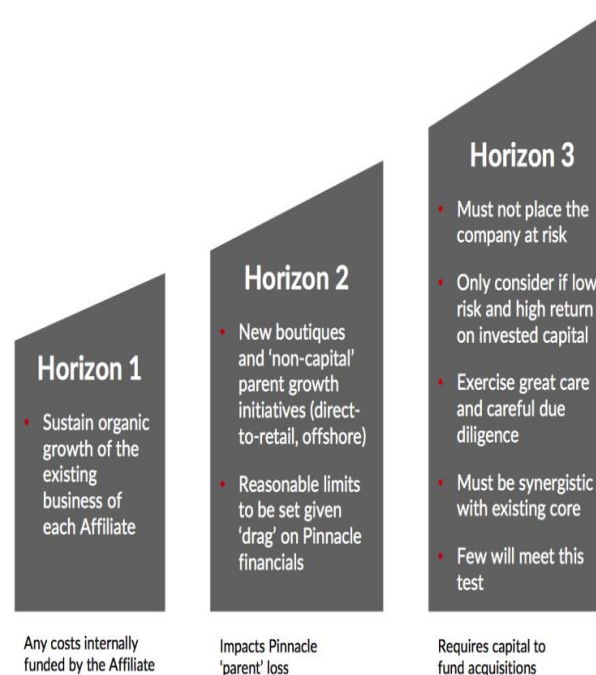 Horizon 1
• Sustain organic
growth of the
existing
business of
each Affiliate
Any costs internally
funded by the Affiliate
Horizon 2
• New boutiques
and ‘non-capital’
parent growth
initiatives (direct-
to-retail, offshore)
• Reasonable limits
to be set given
‘drag’ on Pinnacle
financials
Impacts Pinnacle
‘parent’ loss
Horizon 3
• Must not place the
company at risk
• Only consider if low
risk and high return
on invested capital
• Exercise great care
and careful due
diligence
• Must be synergistic
with existing core
• Few will meet this
test
Requires capital to
fund acquisitions